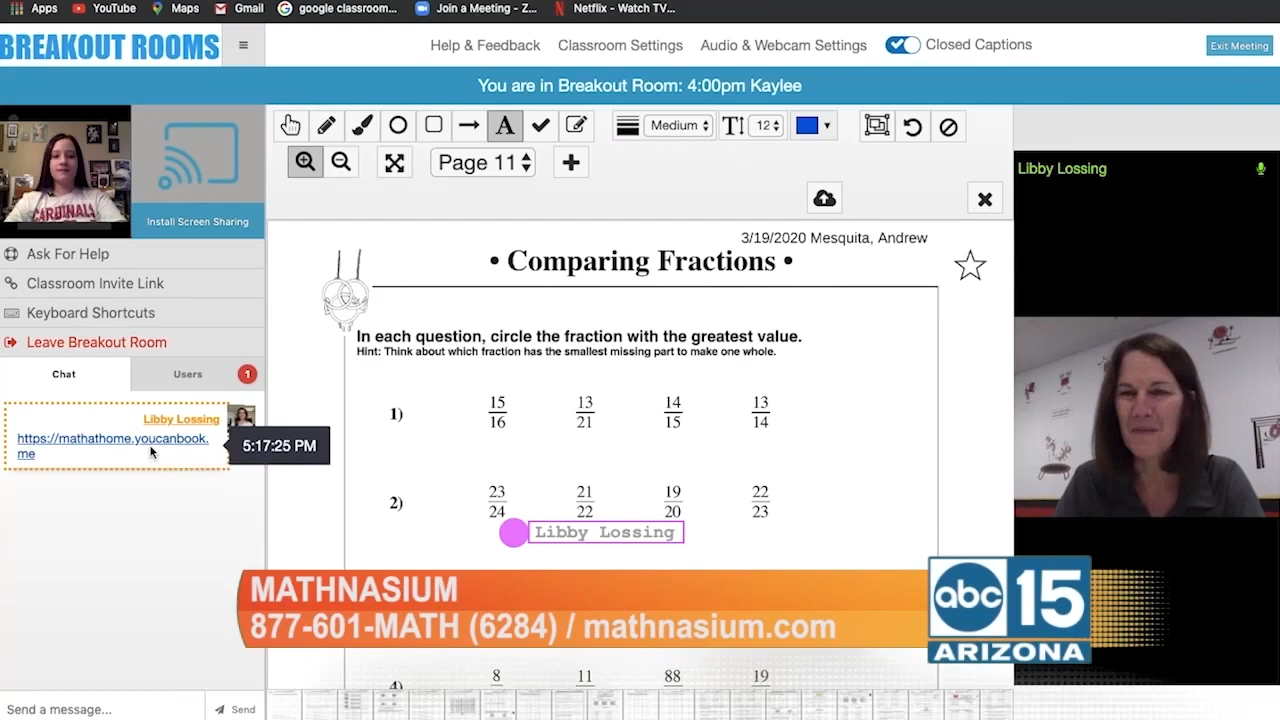 Apps YouTube Maps Gmail google classroom... Join a Meeting - Z... Netflix - Watch TV...
BREAKOUT ROOMS
Help & Feedback Classroom Settings Audio & Webcam Settings Closed Captions Exit Meeting
You are in Breakout Room: 4:00pm Kaylee
CARDINALS
Install Screen Sharing
Ask For Help
Classroom Invite Link
Keyboard Shortcuts
Leave Breakout Room
Chat Users 1
Libby Lossing
https://mathathome.youcanbook.
me
5:17:25 PM
Send a message... Send
A Medium T 12
Page 11
3/19/2020 Mesquita, Andrew
• Comparing Fractions •
In each question, circle the fraction with the greatest value.
Hint: Think about which fraction has the smallest missing part to make one whole.
1) 15/16 13/21 14/15 13/14
2) 23/24 21/22 19/20 22/23
Libby Lossing
8 11 88 19
Libby Lossing
MATHNASIUM
877-601-MATH (6284) / mathnasium.com
abc 15
ARIZONA